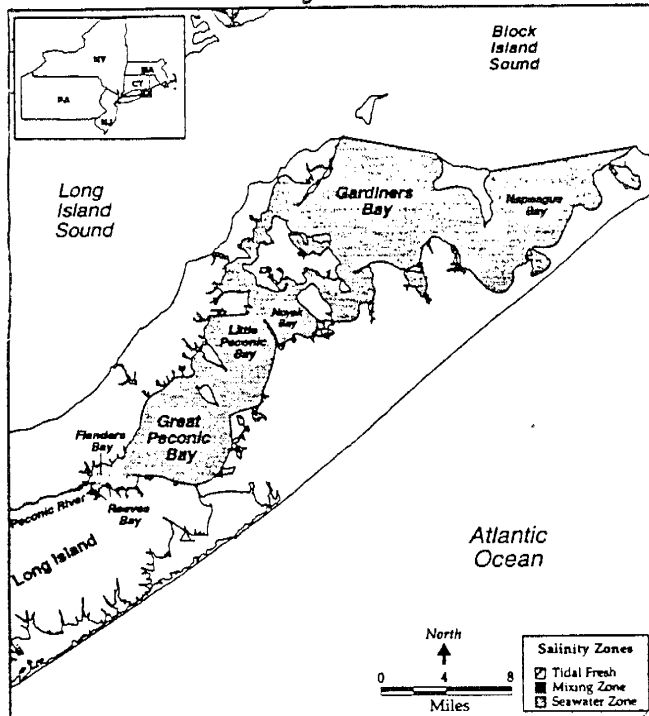 Block
Island
Sound
NY
MA
CT
PA
NJ
Long
Island
Sound
Gardiners
Bay
Napeague
Bay
Noyak
Bay
Little
Peconic
Bay
Great
Peconic
Bay
Flanders
Bay
Peconic River
Reeves
Bay
Long Island
Atlantic
Ocean
North
0 4 8
Miles
Salinity Zones
Tidal Fresh
Mixing Zone
Seawater Zone